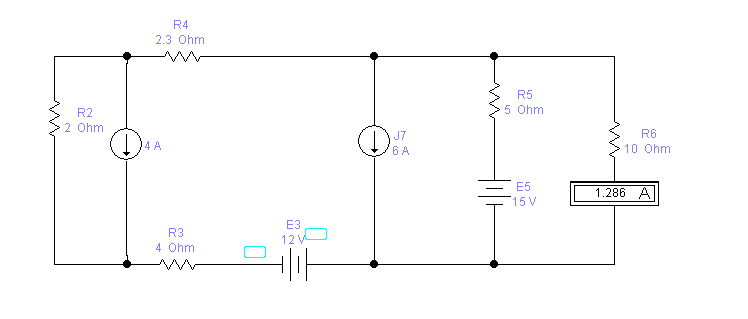 R4
2.3 Ohm
R2
2 Ohm
4 A
J7
6 A
R5
5 Ohm
R6
10 Ohm
E5
15 V
1.286 A
R3
4 Ohm
E3
12 V